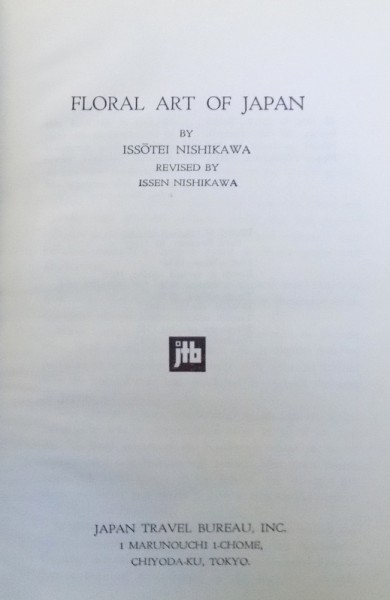 FLORAL ART OF JAPAN
BY
ISSŌTEI NISHIKAWA
REVISED BY
ISSEN NISHIKAWA
jtb
JAPAN TRAVEL BUREAU, INC.
1 MARUNOUCHI 1-CHOME,
CHIYODA-KU, TOKYO.